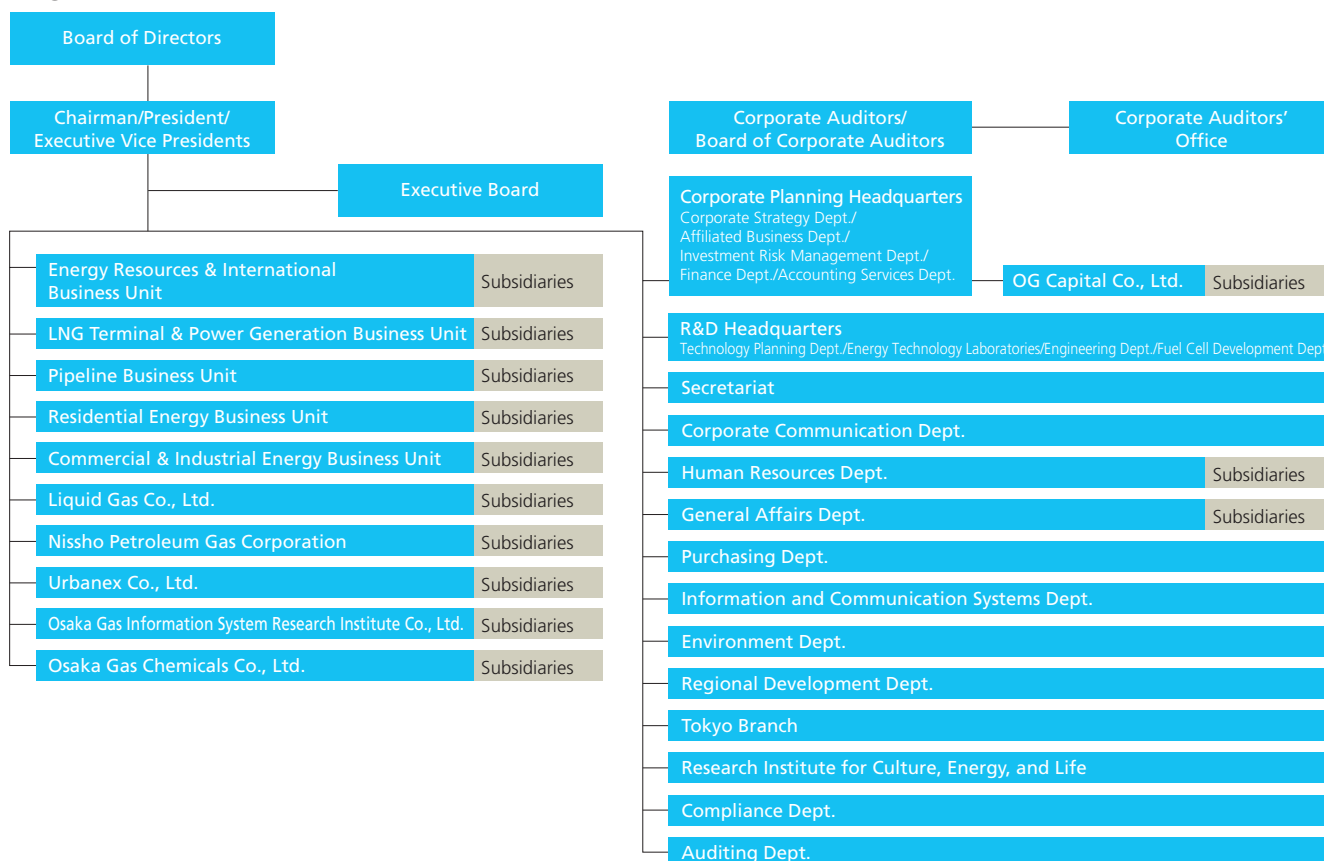 Board of Directors
Chairman/President/
Executive Vice Presidents
Executive Board
Energy Resources & International
Business Unit
Subsidiaries
LNG Terminal & Power Generation Business Unit
Subsidiaries
Pipeline Business Unit
Subsidiaries
Residential Energy Business Unit
Subsidiaries
Commercial & Industrial Energy Business Unit
Subsidiaries
Liquid Gas Co., Ltd.
Subsidiaries
Nissho Petroleum Gas Corporation
Subsidiaries
Urbanex Co., Ltd.
Subsidiaries
Osaka Gas Information System Research Institute Co., Ltd.
Subsidiaries
Osaka Gas Chemicals Co., Ltd.
Subsidiaries
Corporate Auditors/
Board of Corporate Auditors
Corporate Auditors'
Office
Corporate Planning Headquarters
Corporate Strategy Dept./
Affiliated Business Dept./
Investment Risk Management Dept./
Finance Dept./Accounting Services Dept.
OG Capital Co., Ltd.
Subsidiaries
R&D Headquarters
Technology Planning Dept./Energy Technology Laboratories/Engineering Dept./Fuel Cell Development Dept
Secretariat
Corporate Communication Dept.
Human Resources Dept.
Subsidiaries
General Affairs Dept.
Subsidiaries
Purchasing Dept.
Information and Communication Systems Dept.
Environment Dept.
Regional Development Dept.
Tokyo Branch
Research Institute for Culture, Energy, and Life
Compliance Dept.
Auditing Dept.